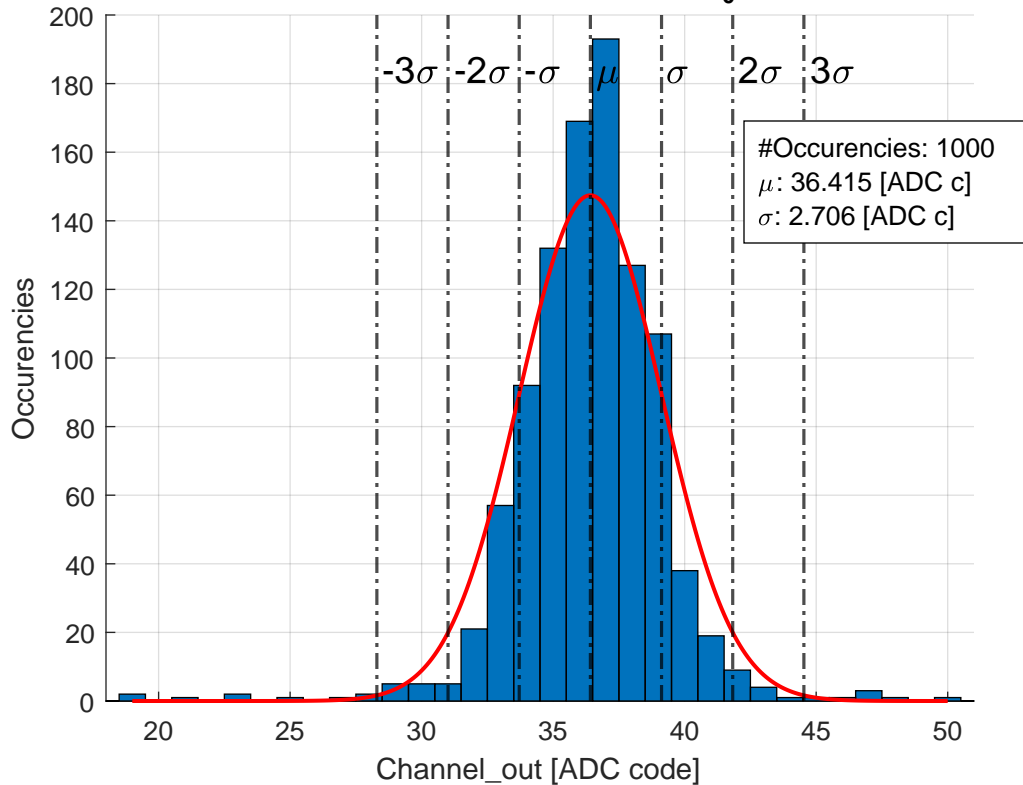 200
180
160
140
120
100
80
60
40
20
0
Occurencies
-3σ -2σ -σ μ σ 2σ 3σ
#Occurencies: 1000
μ: 36.415 [ADC c]
σ: 2.706 [ADC c]
20 25 30 35 40 45 50
Channel_out [ADC code]